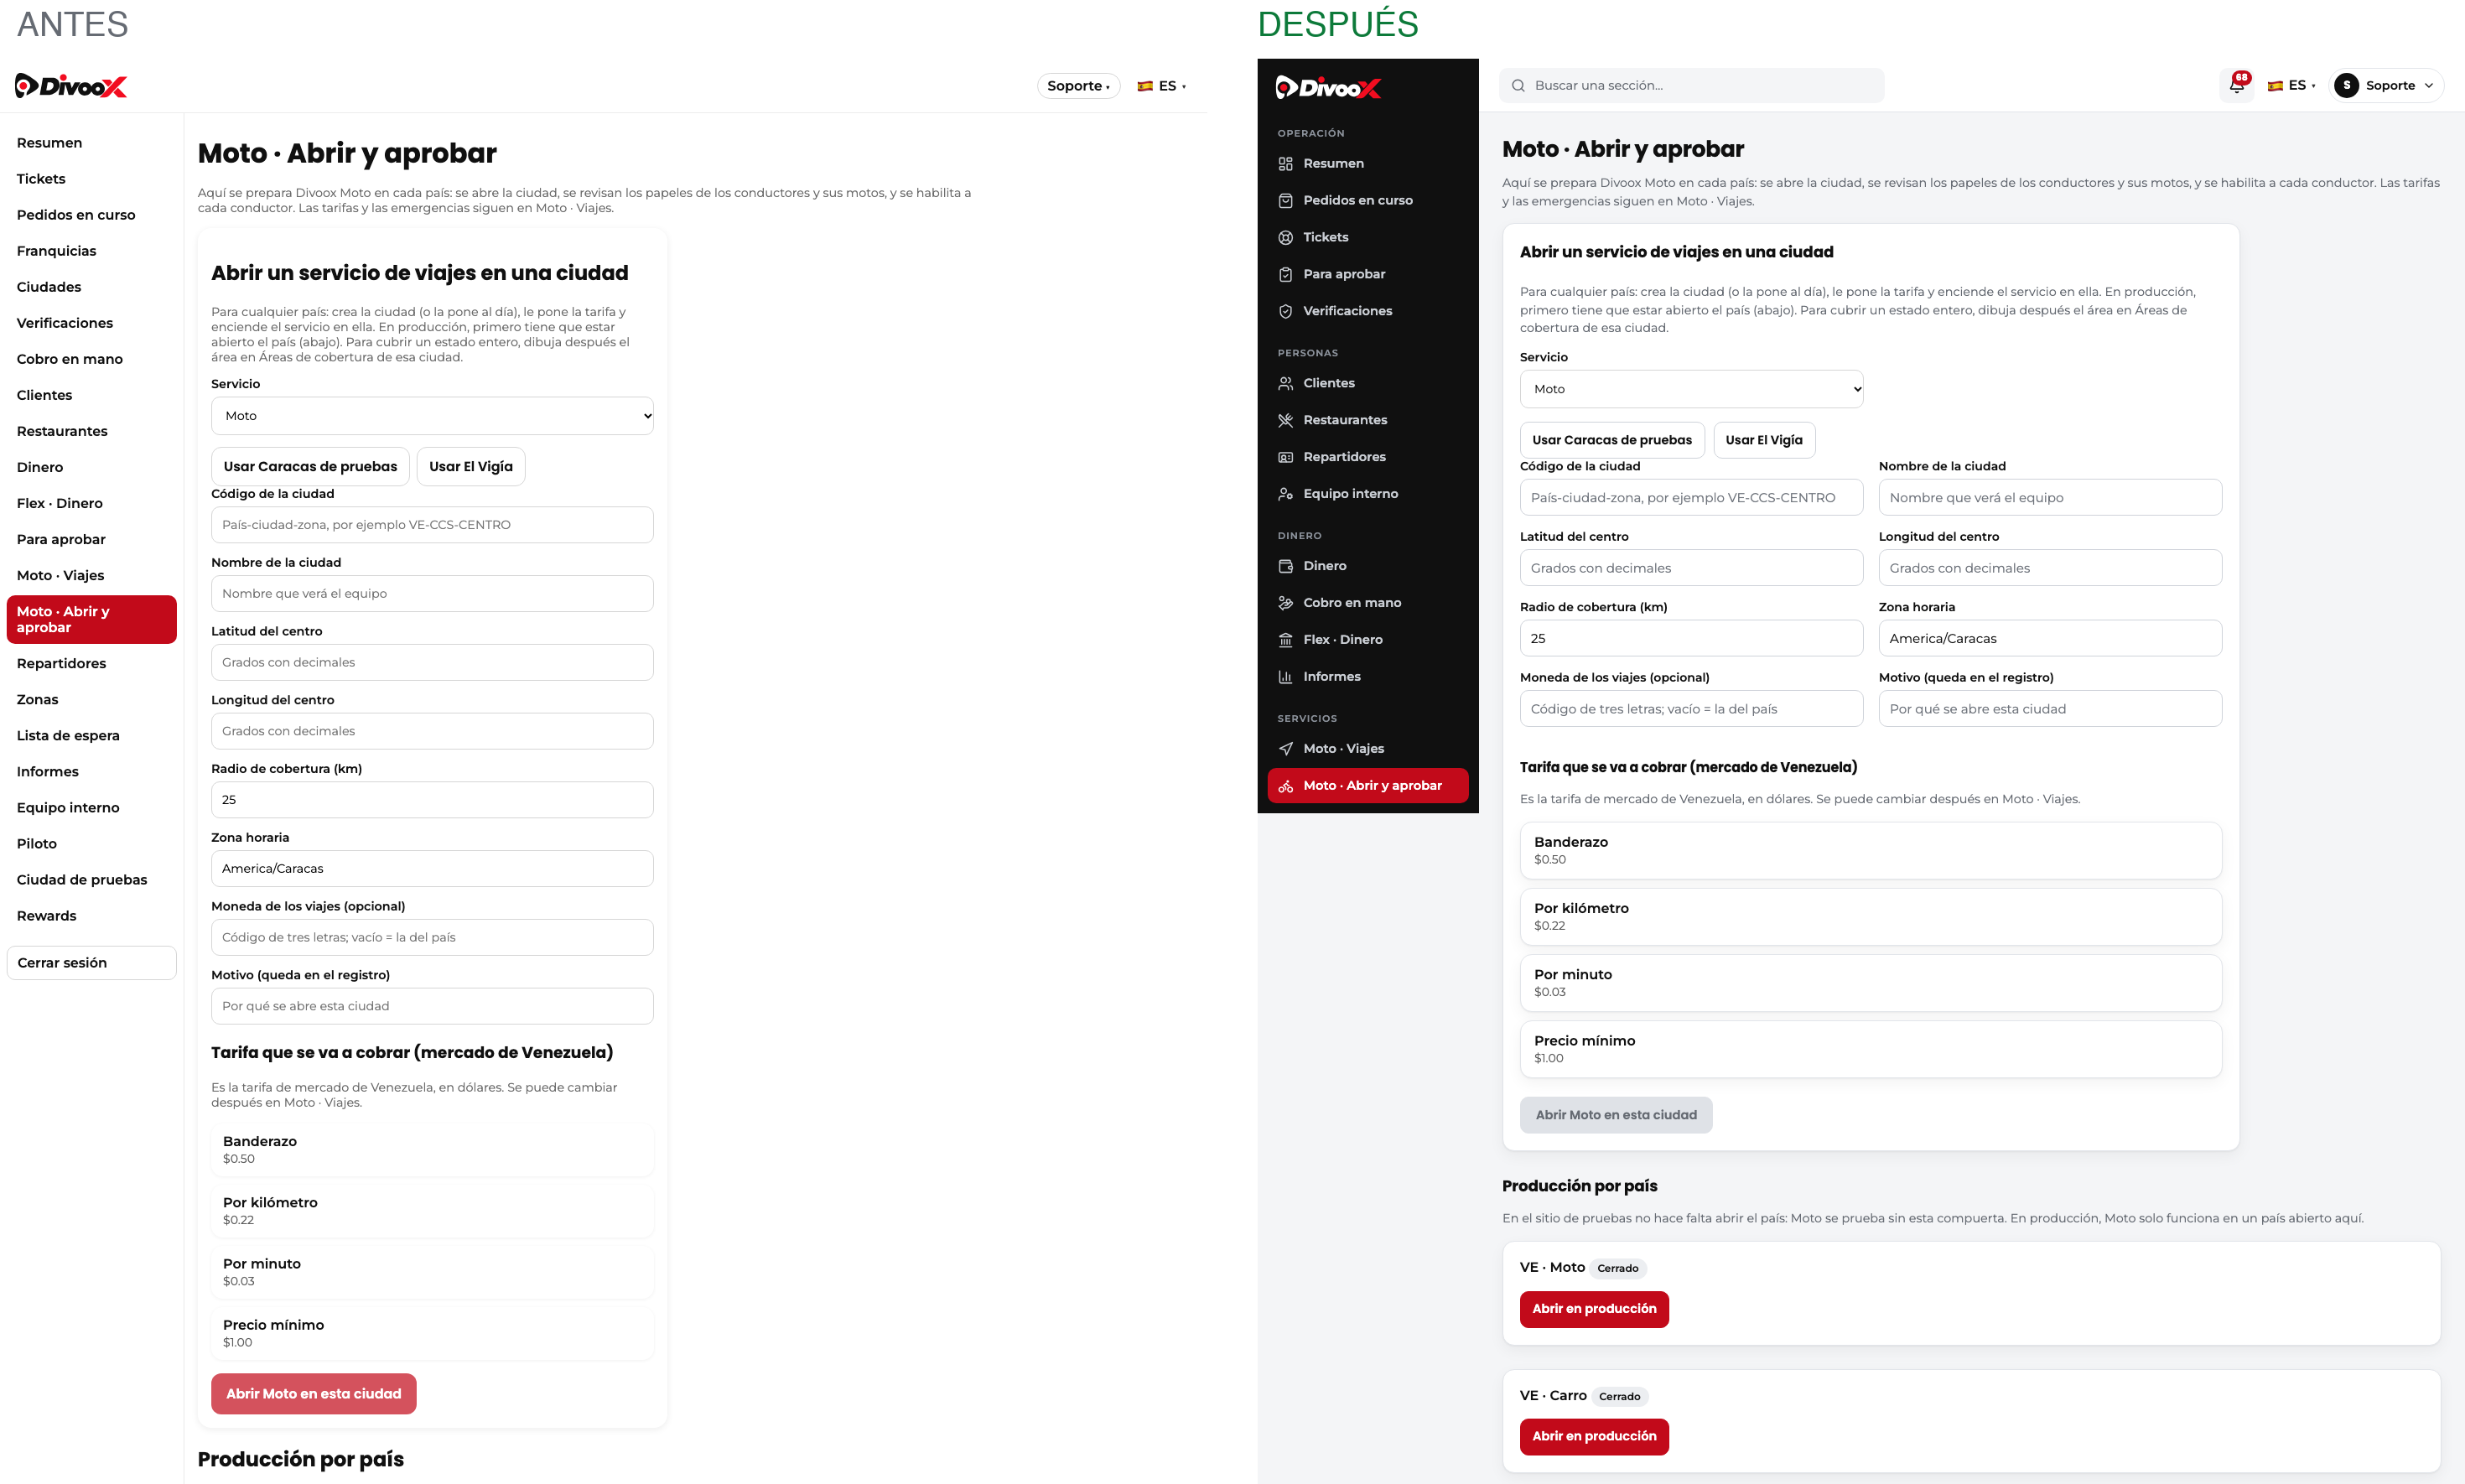 ANTES
DivooX
Soporte
ES
Resumen
Tickets
Pedidos en curso
Franquicias
Ciudades
Verificaciones
Cobro en mano
Clientes
Restaurantes
Dinero
Flex · Dinero
Para aprobar
Moto · Viajes
Moto · Abrir y
aprobar
Repartidores
Zonas
Lista de espera
Informes
Equipo interno
Piloto
Ciudad de pruebas
Rewards
Cerrar sesión
Moto · Abrir y aprobar
Aquí se prepara Divoox Moto en cada país: se abre la ciudad, se revisan los papeles de los conductores y sus motos, y se habilita a
cada conductor. Las tarifas y las emergencias siguen en Moto · Viajes.
Abrir un servicio de viajes en una ciudad
Para cualquier país: crea la ciudad (o la pone al día), le pone la tarifa y
enciende el servicio en ella. En producción, primero tiene que estar
abierto el país (abajo). Para cubrir un estado entero, dibuja después el
área en Áreas de cobertura de esa ciudad.
Servicio
Moto
Usar Caracas de pruebas
Usar El Vigía
Código de la ciudad
País-ciudad-zona, por ejemplo VE-CCS-CENTRO
Nombre de la ciudad
Nombre que verá el equipo
Latitud del centro
Grados con decimales
Longitud del centro
Grados con decimales
Radio de cobertura (km)
25
Zona horaria
America/Caracas
Moneda de los viajes (opcional)
Código de tres letras; vacío = la del país
Motivo (queda en el registro)
Por qué se abre esta ciudad
Tarifa que se va a cobrar (mercado de Venezuela)
Es la tarifa de mercado de Venezuela, en dólares. Se puede cambiar
después en Moto · Viajes.
Banderazo
$0.50
Por kilómetro
$0.22
Por minuto
$0.03
Precio mínimo
$1.00
Abrir Moto en esta ciudad
Producción por país
DESPUÉS
DivooX
Buscar una sección...
68
ES
S
Soporte
OPERACIÓN
Resumen
Pedidos en curso
Tickets
Para aprobar
Verificaciones
PERSONAS
Clientes
Restaurantes
Repartidores
Equipo interno
DINERO
Dinero
Cobro en mano
Flex · Dinero
Informes
SERVICIOS
Moto · Viajes
Moto · Abrir y aprobar
Moto · Abrir y aprobar
Aquí se prepara Divoox Moto en cada país: se abre la ciudad, se revisan los papeles de los conductores y sus motos, y se habilita a cada conductor. Las tarifas
y las emergencias siguen en Moto · Viajes.
Abrir un servicio de viajes en una ciudad
Para cualquier país: crea la ciudad (o la pone al día), le pone la tarifa y enciende el servicio en ella. En producción,
primero tiene que estar abierto el país (abajo). Para cubrir un estado entero, dibuja después el área en Áreas de
cobertura de esa ciudad.
Servicio
Moto
Usar Caracas de pruebas
Usar El Vigía
Código de la ciudad
País-ciudad-zona, por ejemplo VE-CCS-CENTRO
Nombre de la ciudad
Nombre que verá el equipo
Latitud del centro
Grados con decimales
Longitud del centro
Grados con decimales
Radio de cobertura (km)
25
Zona horaria
America/Caracas
Moneda de los viajes (opcional)
Código de tres letras; vacío = la del país
Motivo (queda en el registro)
Por qué se abre esta ciudad
Tarifa que se va a cobrar (mercado de Venezuela)
Es la tarifa de mercado de Venezuela, en dólares. Se puede cambiar después en Moto · Viajes.
Banderazo
$0.50
Por kilómetro
$0.22
Por minuto
$0.03
Precio mínimo
$1.00
Abrir Moto en esta ciudad
Producción por país
En el sitio de pruebas no hace falta abrir el país: Moto se prueba sin esta compuerta. En producción, Moto solo funciona en un país abierto aquí.
VE · Moto
Cerrado
Abrir en producción
VE · Carro
Cerrado
Abrir en producción